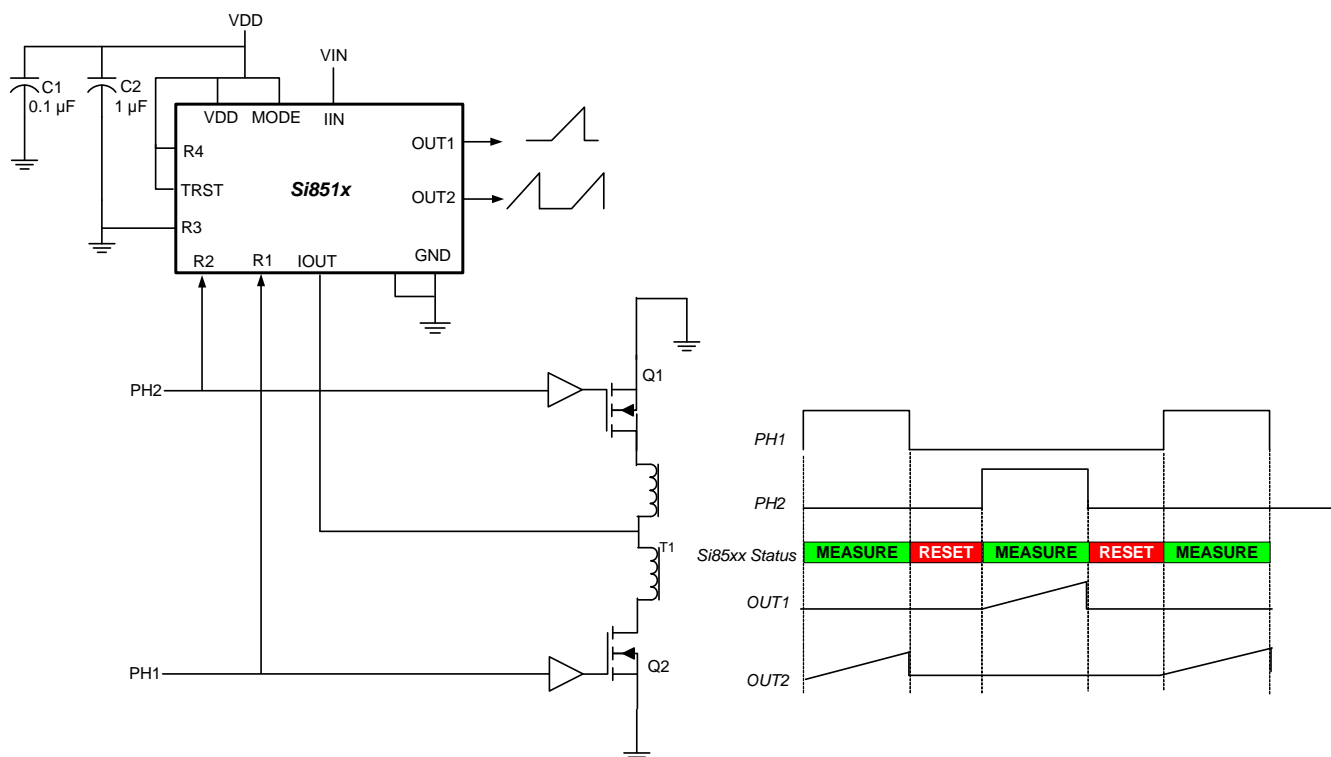 VDD
VIN
C1
0.1 µF
C2
1 µF
VDD
MODE
IIN
OUT1
R4
TRST
Si851x
OUT2
R3
R2
R1
IOUT
GND
PH2
Q1
T1
PH1
Q2
PH1
PH2
Si85xx Status
MEASURE
RESET
MEASURE
RESET
MEASURE
OUT1
OUT2